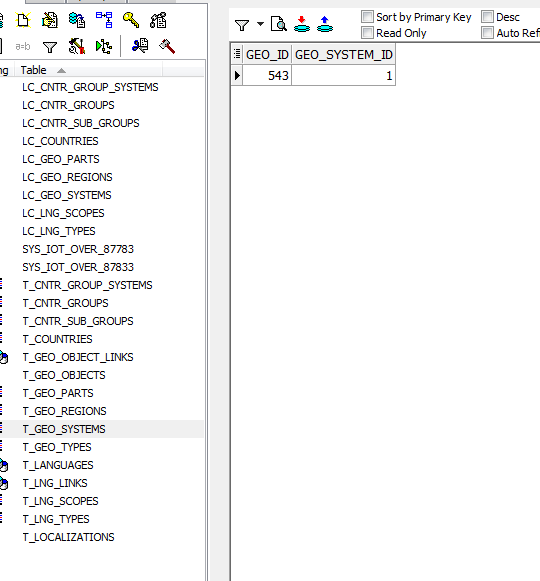 Sort by Primary Key
Desc
Read Only
Auto Ref
a=b
ng
Table
LC_CNTR_GROUP_SYSTEMS
LC_CNTR_GROUPS
LC_CNTR_SUB_GROUPS
LC_COUNTRIES
LC_GEO_PARTS
LC_GEO_REGIONS
LC_GEO_SYSTEMS
LC_LNG_SCOPES
LC_LNG_TYPES
SYS_IOT_OVER_87783
SYS_IOT_OVER_87833
T_CNTR_GROUP_SYSTEMS
T_CNTR_GROUPS
T_CNTR_SUB_GROUPS
T_COUNTRIES
T_GEO_OBJECT_LINKS
T_GEO_OBJECTS
T_GEO_PARTS
T_GEO_REGIONS
T_GEO_SYSTEMS
T_GEO_TYPES
T_LANGUAGES
T_LNG_LINKS
T_LNG_SCOPES
T_LNG_TYPES
T_LOCALIZATIONS
GEO_ID GEO_SYSTEM_ID
543 1